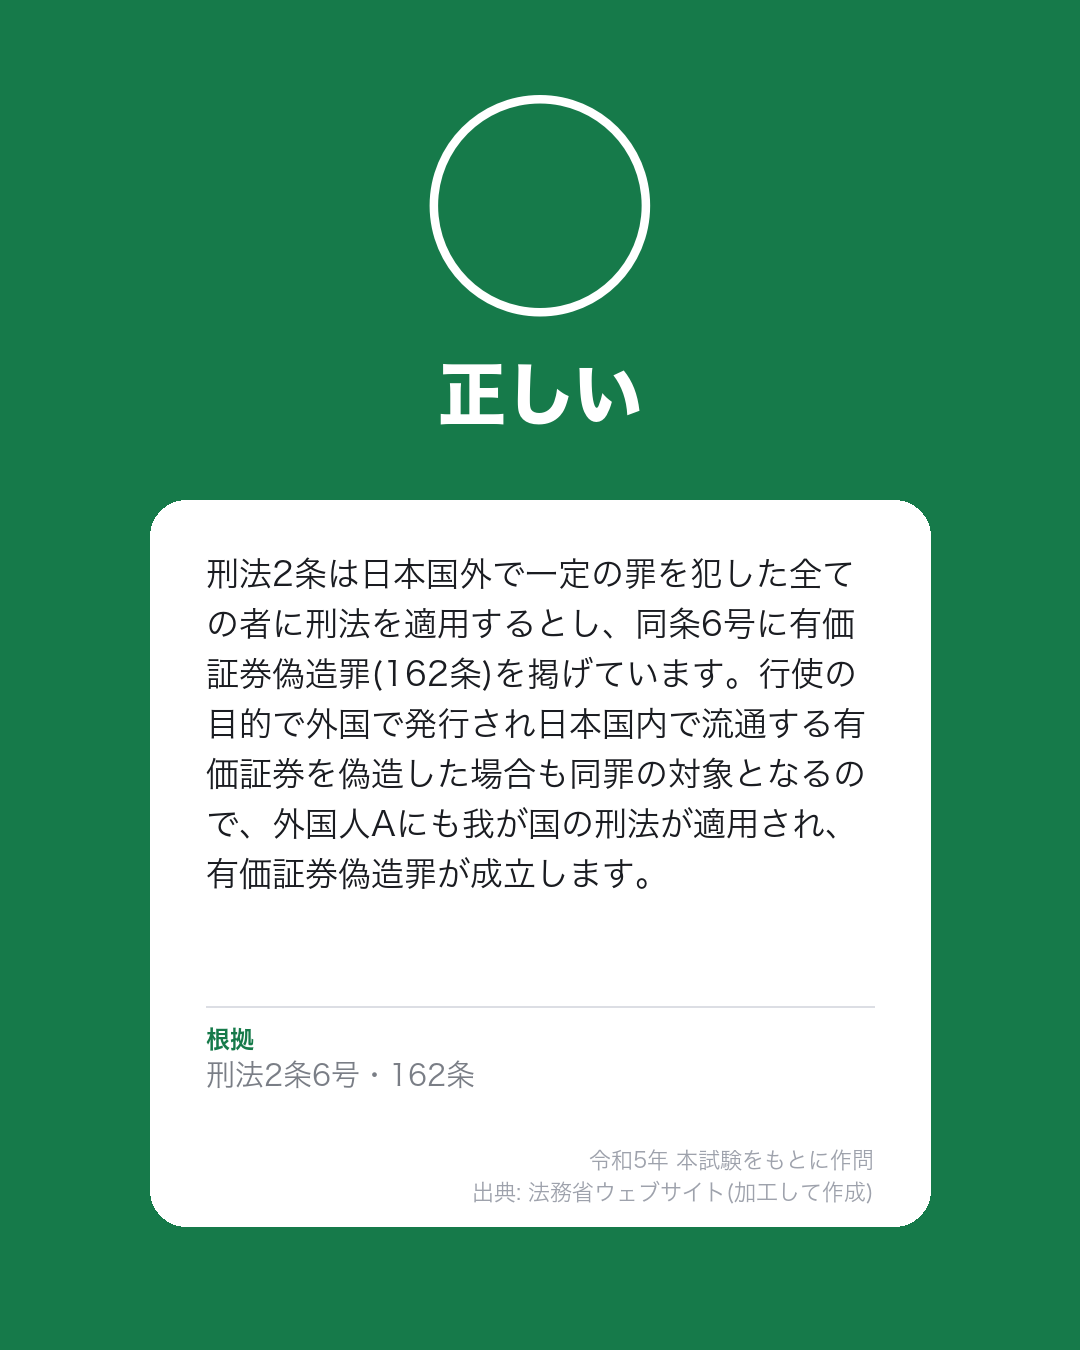 正しい
刑法2条は日本国外で一定の罪を犯した全て
の者に刑法を適用するとし、同条6号に有価
証券偽造罪(162条)を掲げています。行使の
目的で外国で発行され日本国内で流通する有
価証券を偽造した場合も同罪の対象となるの
で、外国人Aにも我が国の刑法が適用され、
有価証券偽造罪が成立します。
根拠
刑法2条6号・162条
令和5年 本試験をもとに作問
出典: 法務省ウェブサイト(加工して作成)